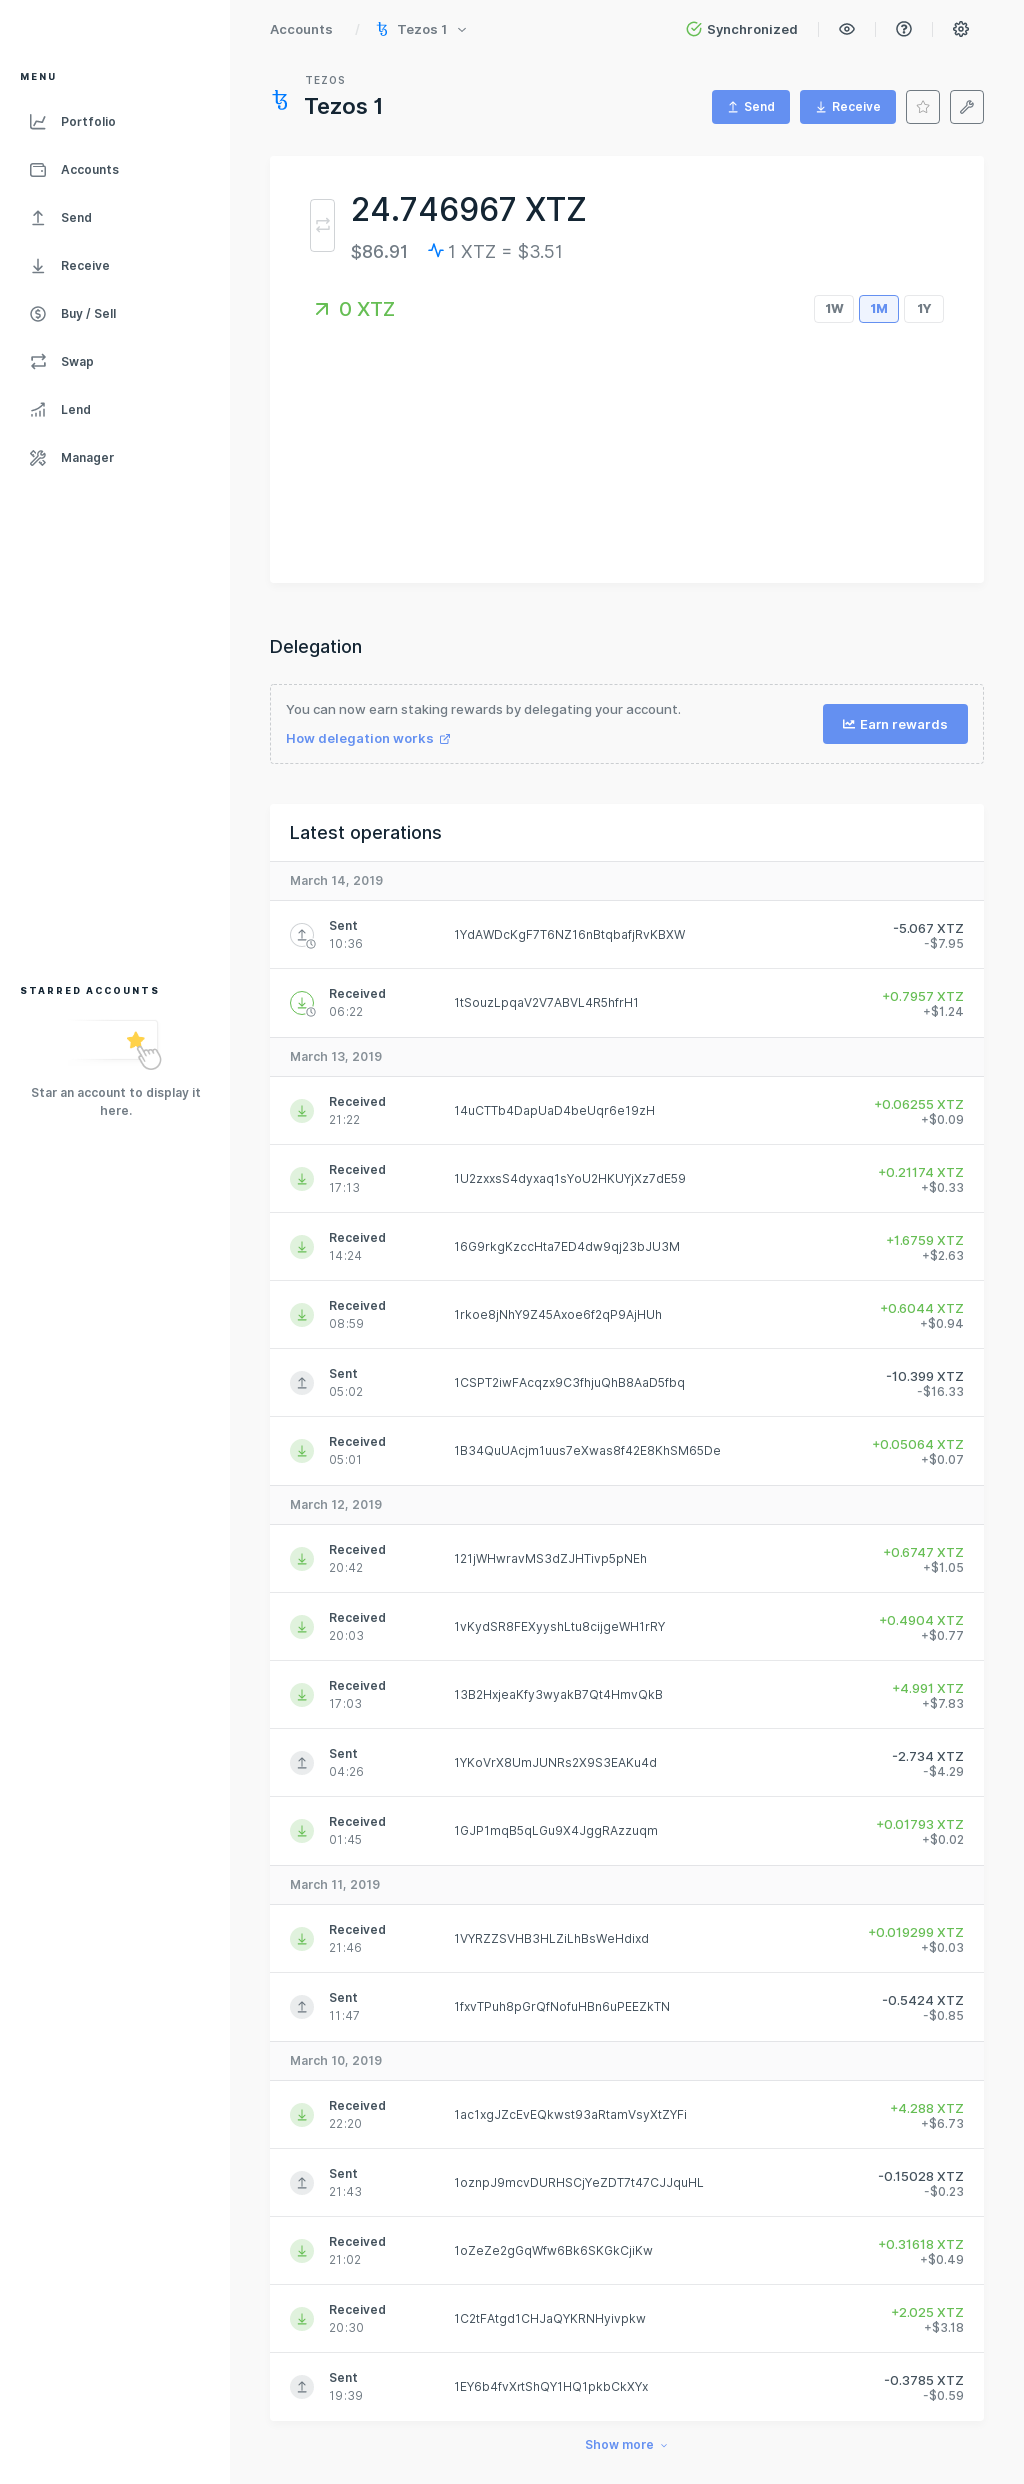 Accounts / Tezos 1
Synchronized
MENU
Portfolio
Accounts
Send
Receive
Buy / Sell
Swap
Lend
Manager
STARRED ACCOUNTS
Star an account to display it
here.
TEZOS
Tezos 1
Send
Receive
24.746967 XTZ
$86.91
1 XTZ = $3.51
0 XTZ
1W
1M
1Y
Delegation
You can now earn staking rewards by delegating your account.
How delegation works
Earn rewards
Latest operations
March 14, 2019
Sent
10:36
1YdAWDcKgF7T6NZ16nBtqbafjRvKBXW
-5.067 XTZ
-$7.95
Received
06:22
1tSouzLpqaV2V7ABVL4R5hfrH1
+0.7957 XTZ
+$1.24
March 13, 2019
Received
21:22
14uCTTb4DapUaD4beUqr6e19zH
+0.06255 XTZ
+$0.09
Received
17:13
1U2zxxsS4dyxaq1sYoU2HKUYjXz7dE59
+0.21174 XTZ
+$0.33
Received
14:24
16G9rkgKzccHta7ED4dw9qj23bJU3M
+1.6759 XTZ
+$2.63
Received
08:59
1rkoe8jNhY9Z45Axoe6f2qP9AjHUh
+0.6044 XTZ
+$0.94
Sent
05:02
1CSPT2iwFAcqzx9C3fhjuQhB8AaD5fbq
-10.399 XTZ
-$16.33
Received
05:01
1B34QuUAcjm1uus7eXwas8f42E8KhSM65De
+0.05064 XTZ
+$0.07
March 12, 2019
Received
20:42
121jWHwravMS3dZJHTivp5pNEh
+0.6747 XTZ
+$1.05
Received
20:03
1vKydSR8FEXyyshLtu8cijgeWH1rRY
+0.4904 XTZ
+$0.77
Received
17:03
13B2HxjeaKfy3wyakB7Qt4HmvQkB
+4.991 XTZ
+$7.83
Sent
04:26
1YKoVrX8UmJUNRs2X9S3EAKu4d
-2.734 XTZ
-$4.29
Received
01:45
1GJP1mqB5qLGu9X4JggRAzzuqm
+0.01793 XTZ
+$0.02
March 11, 2019
Received
21:46
1VYRZZSVHB3HLZiLhBsWeHdixd
+0.019299 XTZ
+$0.03
Sent
11:47
1fxvTPuh8pGrQfNofuHBn6uPEEZkTN
-0.5424 XTZ
-$0.85
March 10, 2019
Received
22:20
1ac1xgJZcEvEQkwst93aRtamVsyXtZYFi
+4.288 XTZ
+$6.73
Sent
21:43
1oznpJ9mcvDURHSCjYeZDT7t47CJJquHL
-0.15028 XTZ
-$0.23
Received
21:02
1oZeZe2gGqWfw6Bk6SKGkCjiKw
+0.31618 XTZ
+$0.49
Received
20:30
1C2tFAtgd1CHJaQYKRNHyivpkw
+2.025 XTZ
+$3.18
Sent
19:39
1EY6b4fvXrtShQY1HQ1pkbCkXYx
-0.3785 XTZ
-$0.59
Show more